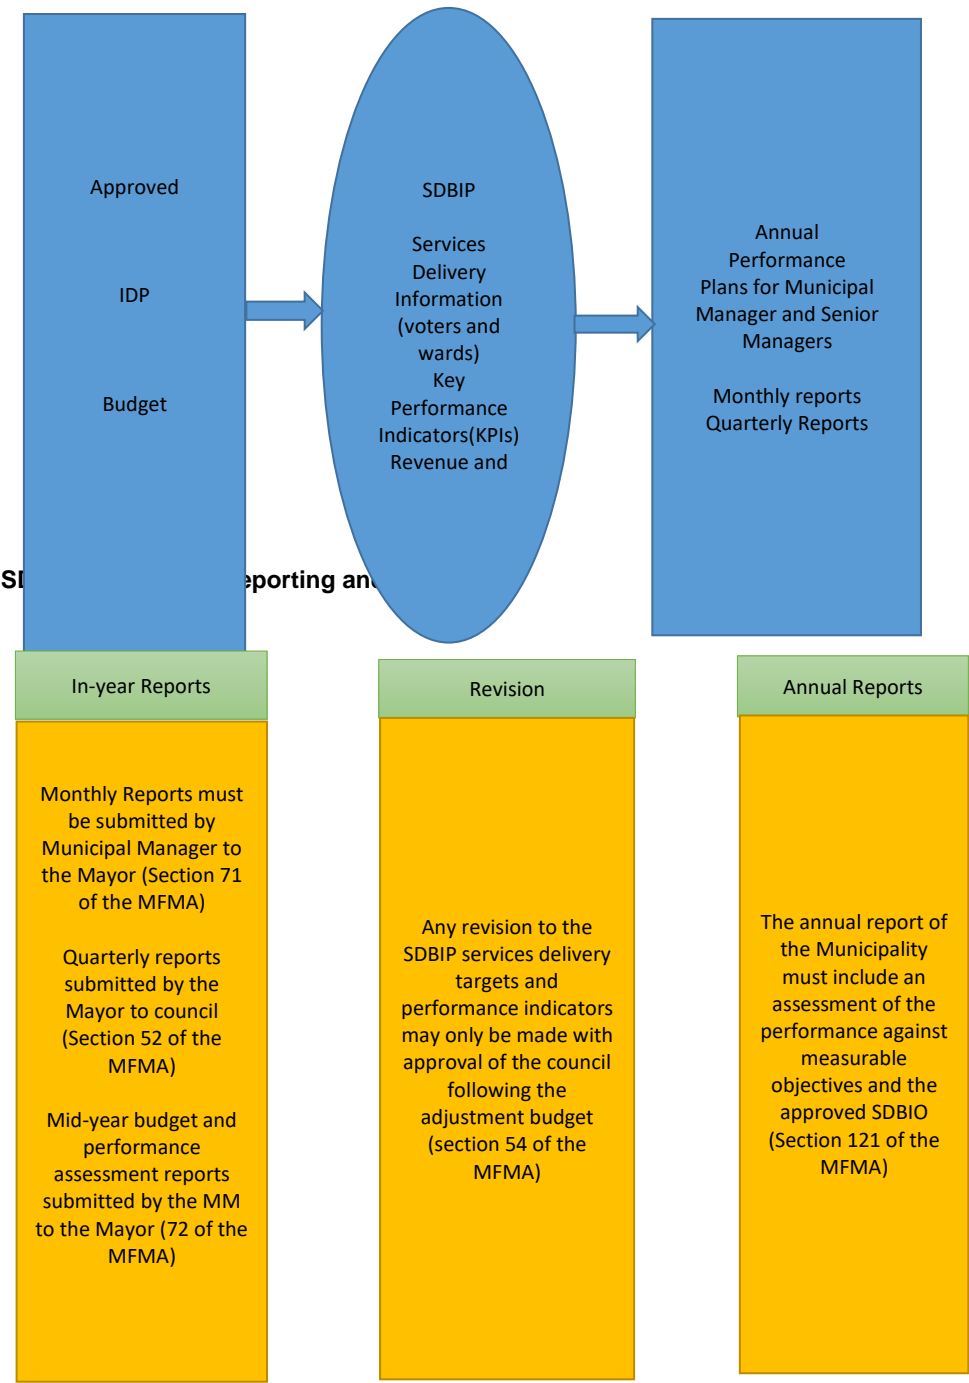 Approved
IDP
Budget
SDBIP
Services
Delivery
Information
(voters and
wards)
Key
Performance
Indicators(KPIs)
Revenue and
Annual
Performance
Plans for Municipal
Manager and Senior
Managers
Monthly reports
Quarterly Reports
In-year Reports
Monthly Reports must
be submitted by
Municipal Manager to
the Mayor (Section 71
of the MFMA)
Quarterly reports
submitted by the
Mayor to council
(Section 52 of the
MFMA)
Mid-year budget and
performance
assessment reports
submitted by the MM
to the Mayor (72 of the
MFMA)
Revision
Any revision to the
SDBIP services delivery
targets and
performance indicators
may only be made with
approval of the council
following the
adjustment budget
(section 54 of the
MFMA)
Annual Reports
The annual report of
the Municipality
must include an
assessment of the
performance against
measurable
objectives and the
approved SDBIO
(Section 121 of the
MFMA)